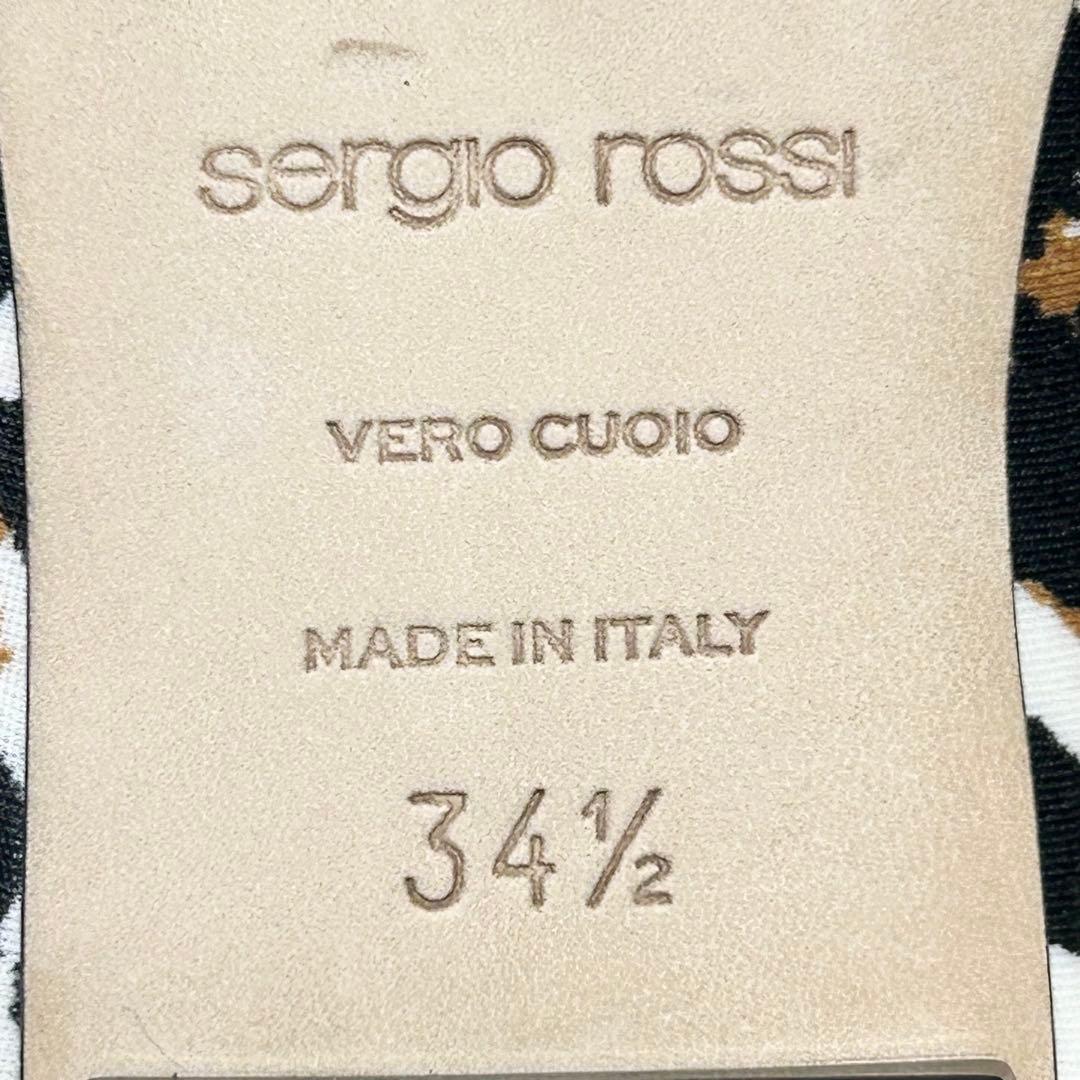 sergio rossi
VERO CUOIO
MADE IN ITALY
34½